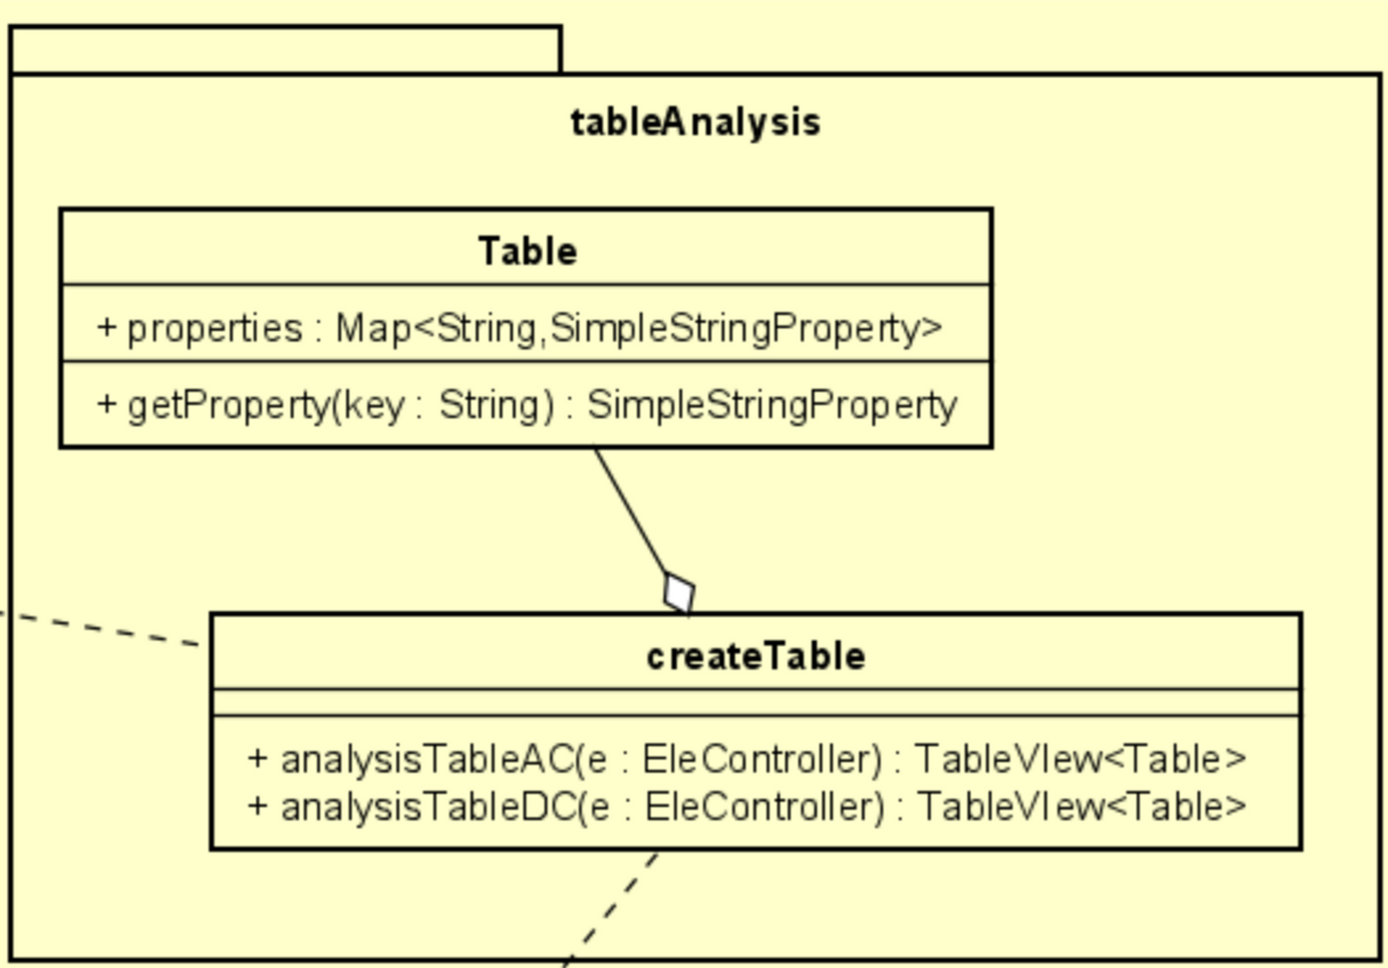 tableAnalysis
Table
+ properties : Map<String,SimpleStringProperty>
+ getProperty(key : String) : SimpleStringProperty
createTable
+ analysisTableAC(e : EleController) : TableVIew<Table>
+ analysisTableDC(e : EleController) : TableVIew<Table>